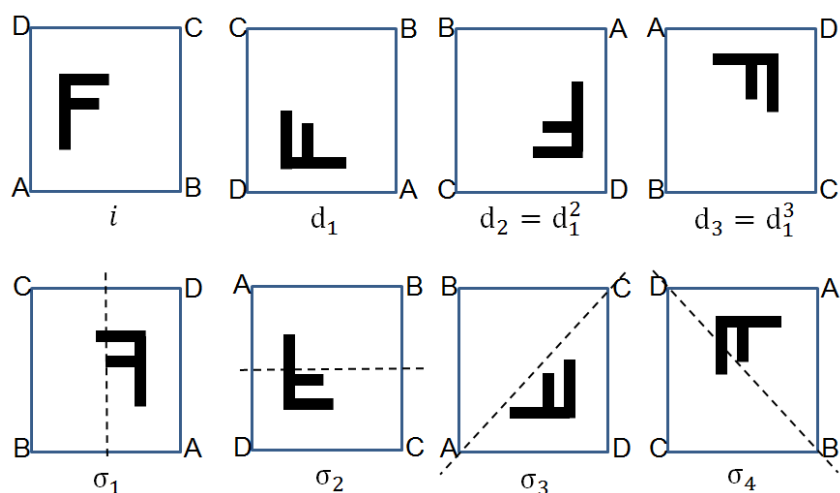 D C C B B A A D
F
A B D A C D B C
i d₁ d₂ = d₁² d₃ = d₁³
C D A B B C D A
B A D C A D C B
σ₁ σ₂ σ₃ σ₄